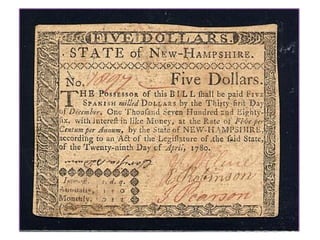 FIVE DOLLARS.
STATE of NEW-HAMPSHIRE.
No. Five Dollars.
THE POSSESSOR of this BILL shall be paid Five
SPANISH milled DOLLARS by the Thirty-first Day
of December, One Thousand Seven Hundred and Eighty-
six, with Interest in like Money, at the Rate of Five per
Centum per Annum, by the State of NEW-HAMPSHIRE,
according to an Act of the Legislature of the said State,
of the Twenty-ninth Day of April, 1780.
Interest. s. d. q.
Annually,
Monthly,
Robinson
J Pearson